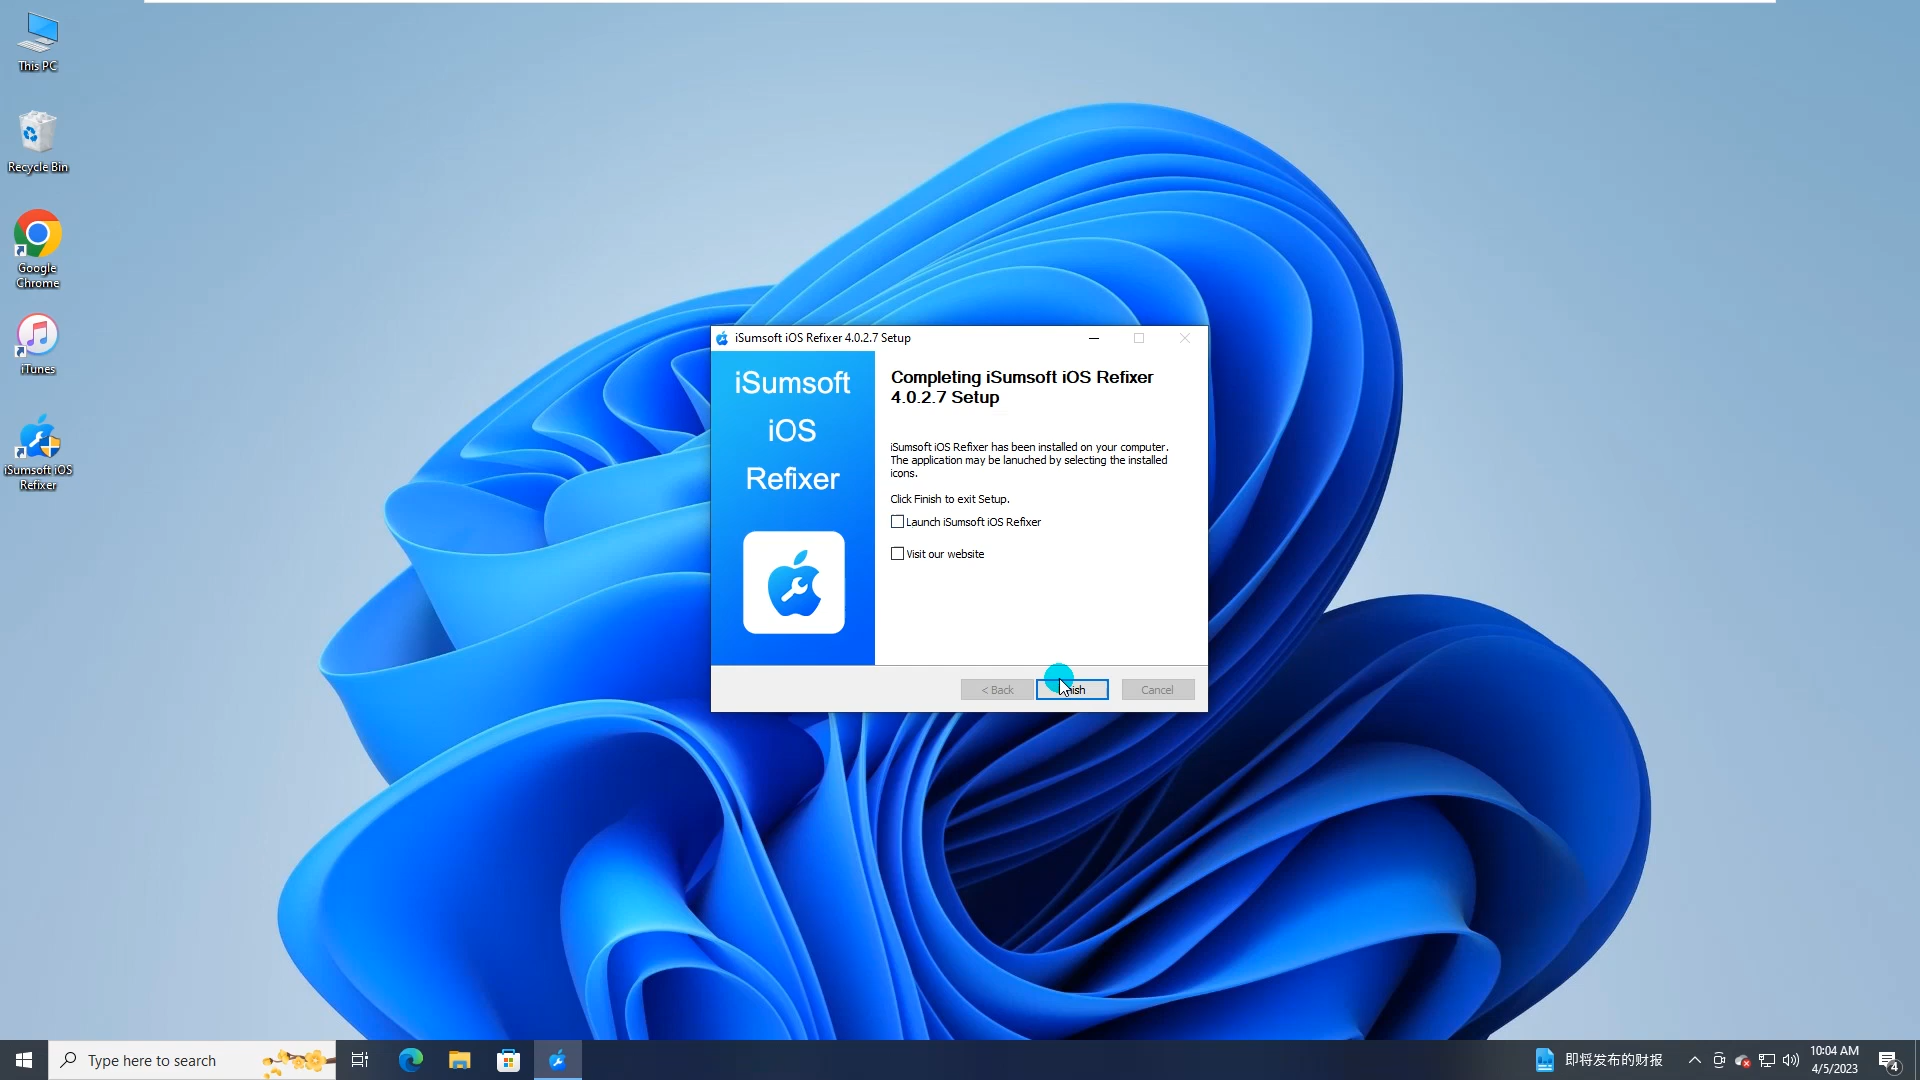 This PC
Recycle Bin
Google
Chrome
iTunes
iSumsoft iOS
Refixer
iSumsoft iOS Refixer 4.0.2.7 Setup
iSumsoft
iOS
Refixer
Completing iSumsoft iOS Refixer
4.0.2.7 Setup
iSumsoft iOS Refixer has been installed on your computer.
The application may be lanuched by selecting the installed
icons.
Click Finish to exit Setup.
Launch iSumsoft iOS Refixer
Visit our website
< Back
Cancel
Type here to search
即将发布的财报
10:04 AM
4/5/2023
4